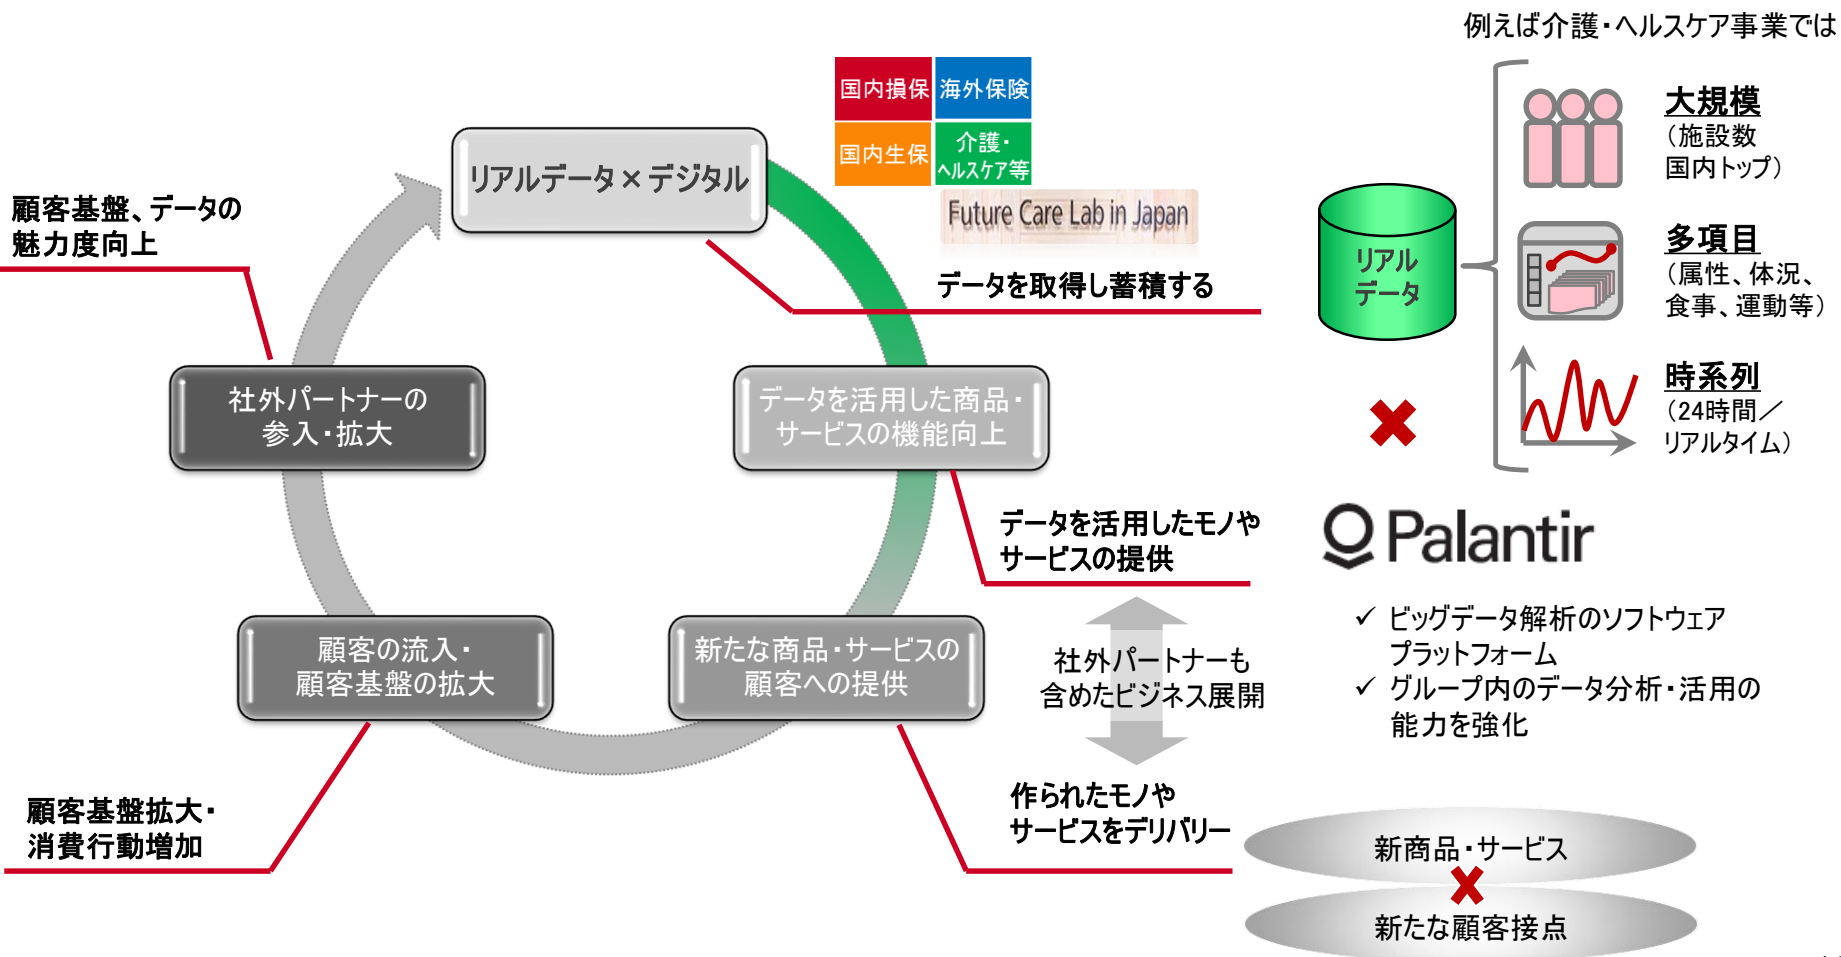 例えば介護・ヘルスケア事業では
国内損保
海外保険
国内生保
介護・
ヘルスケア等
Future Care Lab in Japan
リアルデータ×デジタル
データを取得し蓄積する
顧客基盤、データの
魅力度向上
社外パートナーの
参入・拡大
データを活用した商品・
サービスの機能向上
データを活用したモノや
サービスの提供
顧客の流入・
顧客基盤の拡大
新たな商品・サービスの
顧客への提供
社外パートナーも
含めたビジネス展開
顧客基盤拡大・
消費行動増加
作られたモノや
サービスをデリバリー
リアル
データ
大規模
（施設数
国内トップ）
多項目
（属性、体況、
食事、運動等）
時系列
（24時間／
リアルタイム）
Palantir
✓ ビッグデータ解析のソフトウェア
プラットフォーム
✓ グループ内のデータ分析・活用の
能力を強化
新商品・サービス
新たな顧客接点